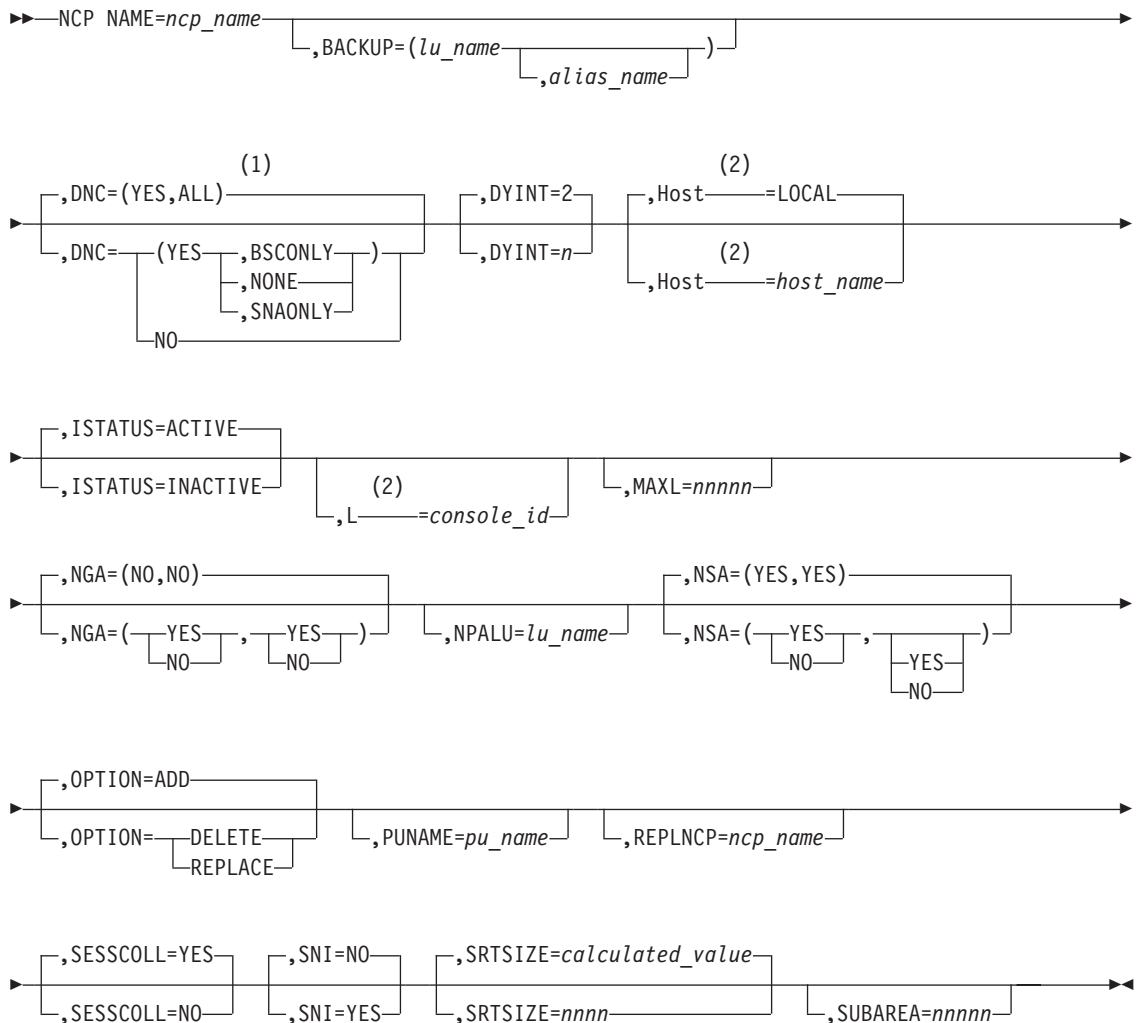 NCP NAME=ncp_name
,BACKUP=(lu_name )
,alias_name
(1) (2)
,DNC=(YES,ALL) ,DYINT=2 ,Host =LOCAL
,DNC= (YES ,BSCONLY ) ,DYINT=n (2)
,NONE ,Host =host_name
,SNAONLY
NO
,ISTATUS=ACTIVE
,ISTATUS=INACTIVE (2) ,MAXL=nnnnn
,L =console_id
,NGA=(NO,NO) ,NSA=(YES,YES)
,NGA=( YES , YES ) ,NPALU=lu_name ,NSA=( YES , )
NO NO NO YES
NO
,OPTION=ADD
,OPTION= DELETE ,PUNAME=pu_name ,REPLNCP=ncp_name
REPLACE
,SESSCOLL=YES ,SNI=NO ,SRTSIZE=calculated_value
,SESSCOLL=NO ,SNI=YES ,SRTSIZE=nnnn ,SUBAREA=nnnnn